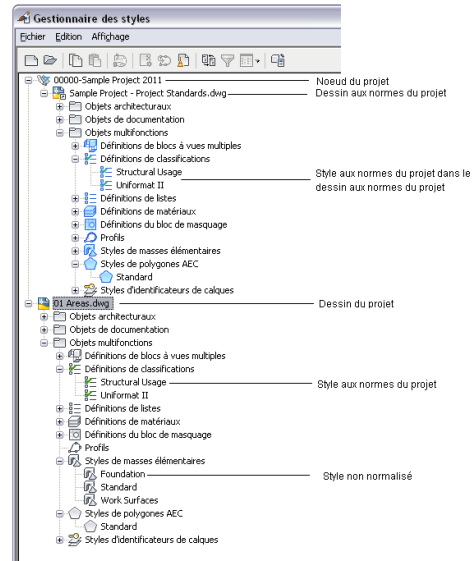 Gestionnaire des styles
Fichier Edition Affichage
00000-Sample Project 2011
Noeud du projet
Sample Project - Project Standards.dwg
Dessin aux normes du projet
Objets architecturaux
Objets de documentation
Objets multifonctions
Définitions de blocs à vues multiples
Définitions de classifications
Structural Usage
Style aux normes du projet dans le
Uniformat II
dessin aux normes du projet
Définitions de listes
Définitions de matériaux
Définitions du bloc de masquage
Profils
Styles de masses élémentaires
Styles de polygones AEC
Standard
Styles d'identificateurs de calques
01 Areas.dwg
Dessin du projet
Objets architecturaux
Objets de documentation
Objets multifonctions
Définitions de blocs à vues multiples
Définitions de classifications
Structural Usage
Style aux normes du projet
Uniformat II
Définitions de listes
Définitions de matériaux
Définitions du bloc de masquage
Profils
Styles de masses élémentaires
Foundation
Style non normalisé
Standard
Work Surfaces
Styles de polygones AEC
Standard
Styles d'identificateurs de calques